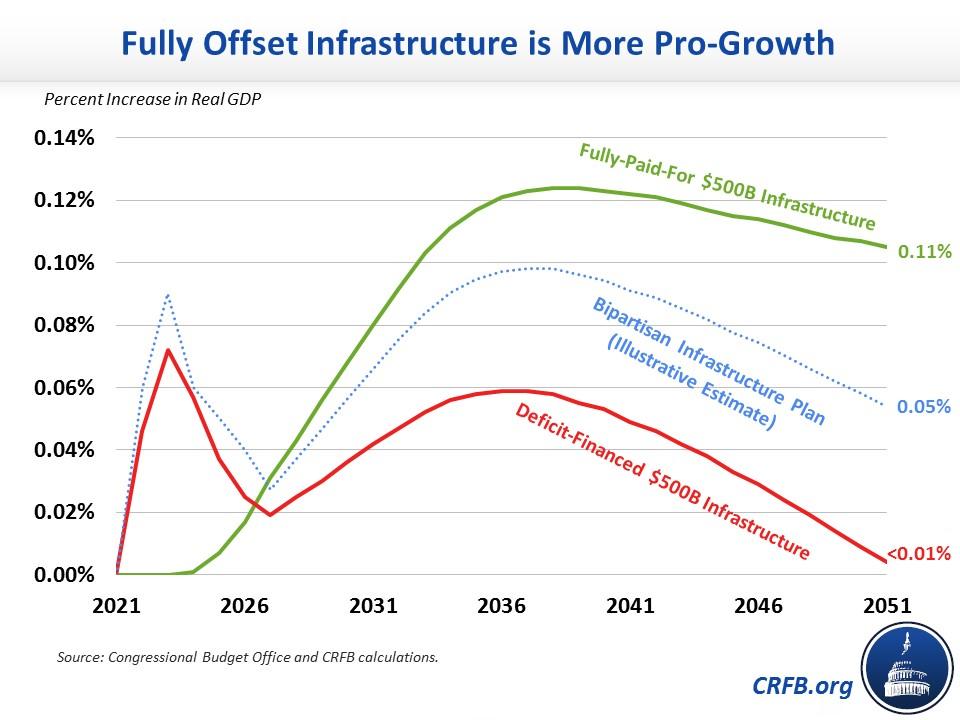 Fully Offset Infrastructure is More Pro-Growth
Percent Increase in Real GDP
0.14%
Fully-Paid-For $500B Infrastructure
0.12%
0.11%
0.10%
Bipartisan Infrastructure Plan
(Illustrative Estimate)
0.08%
0.06%
0.05%
Deficit-Financed $500B Infrastructure
0.04%
0.02%
<0.01%
0.00%
2021 2026 2031 2036 2041 2046 2051
Source: Congressional Budget Office and CRFB calculations.
CRFB.org